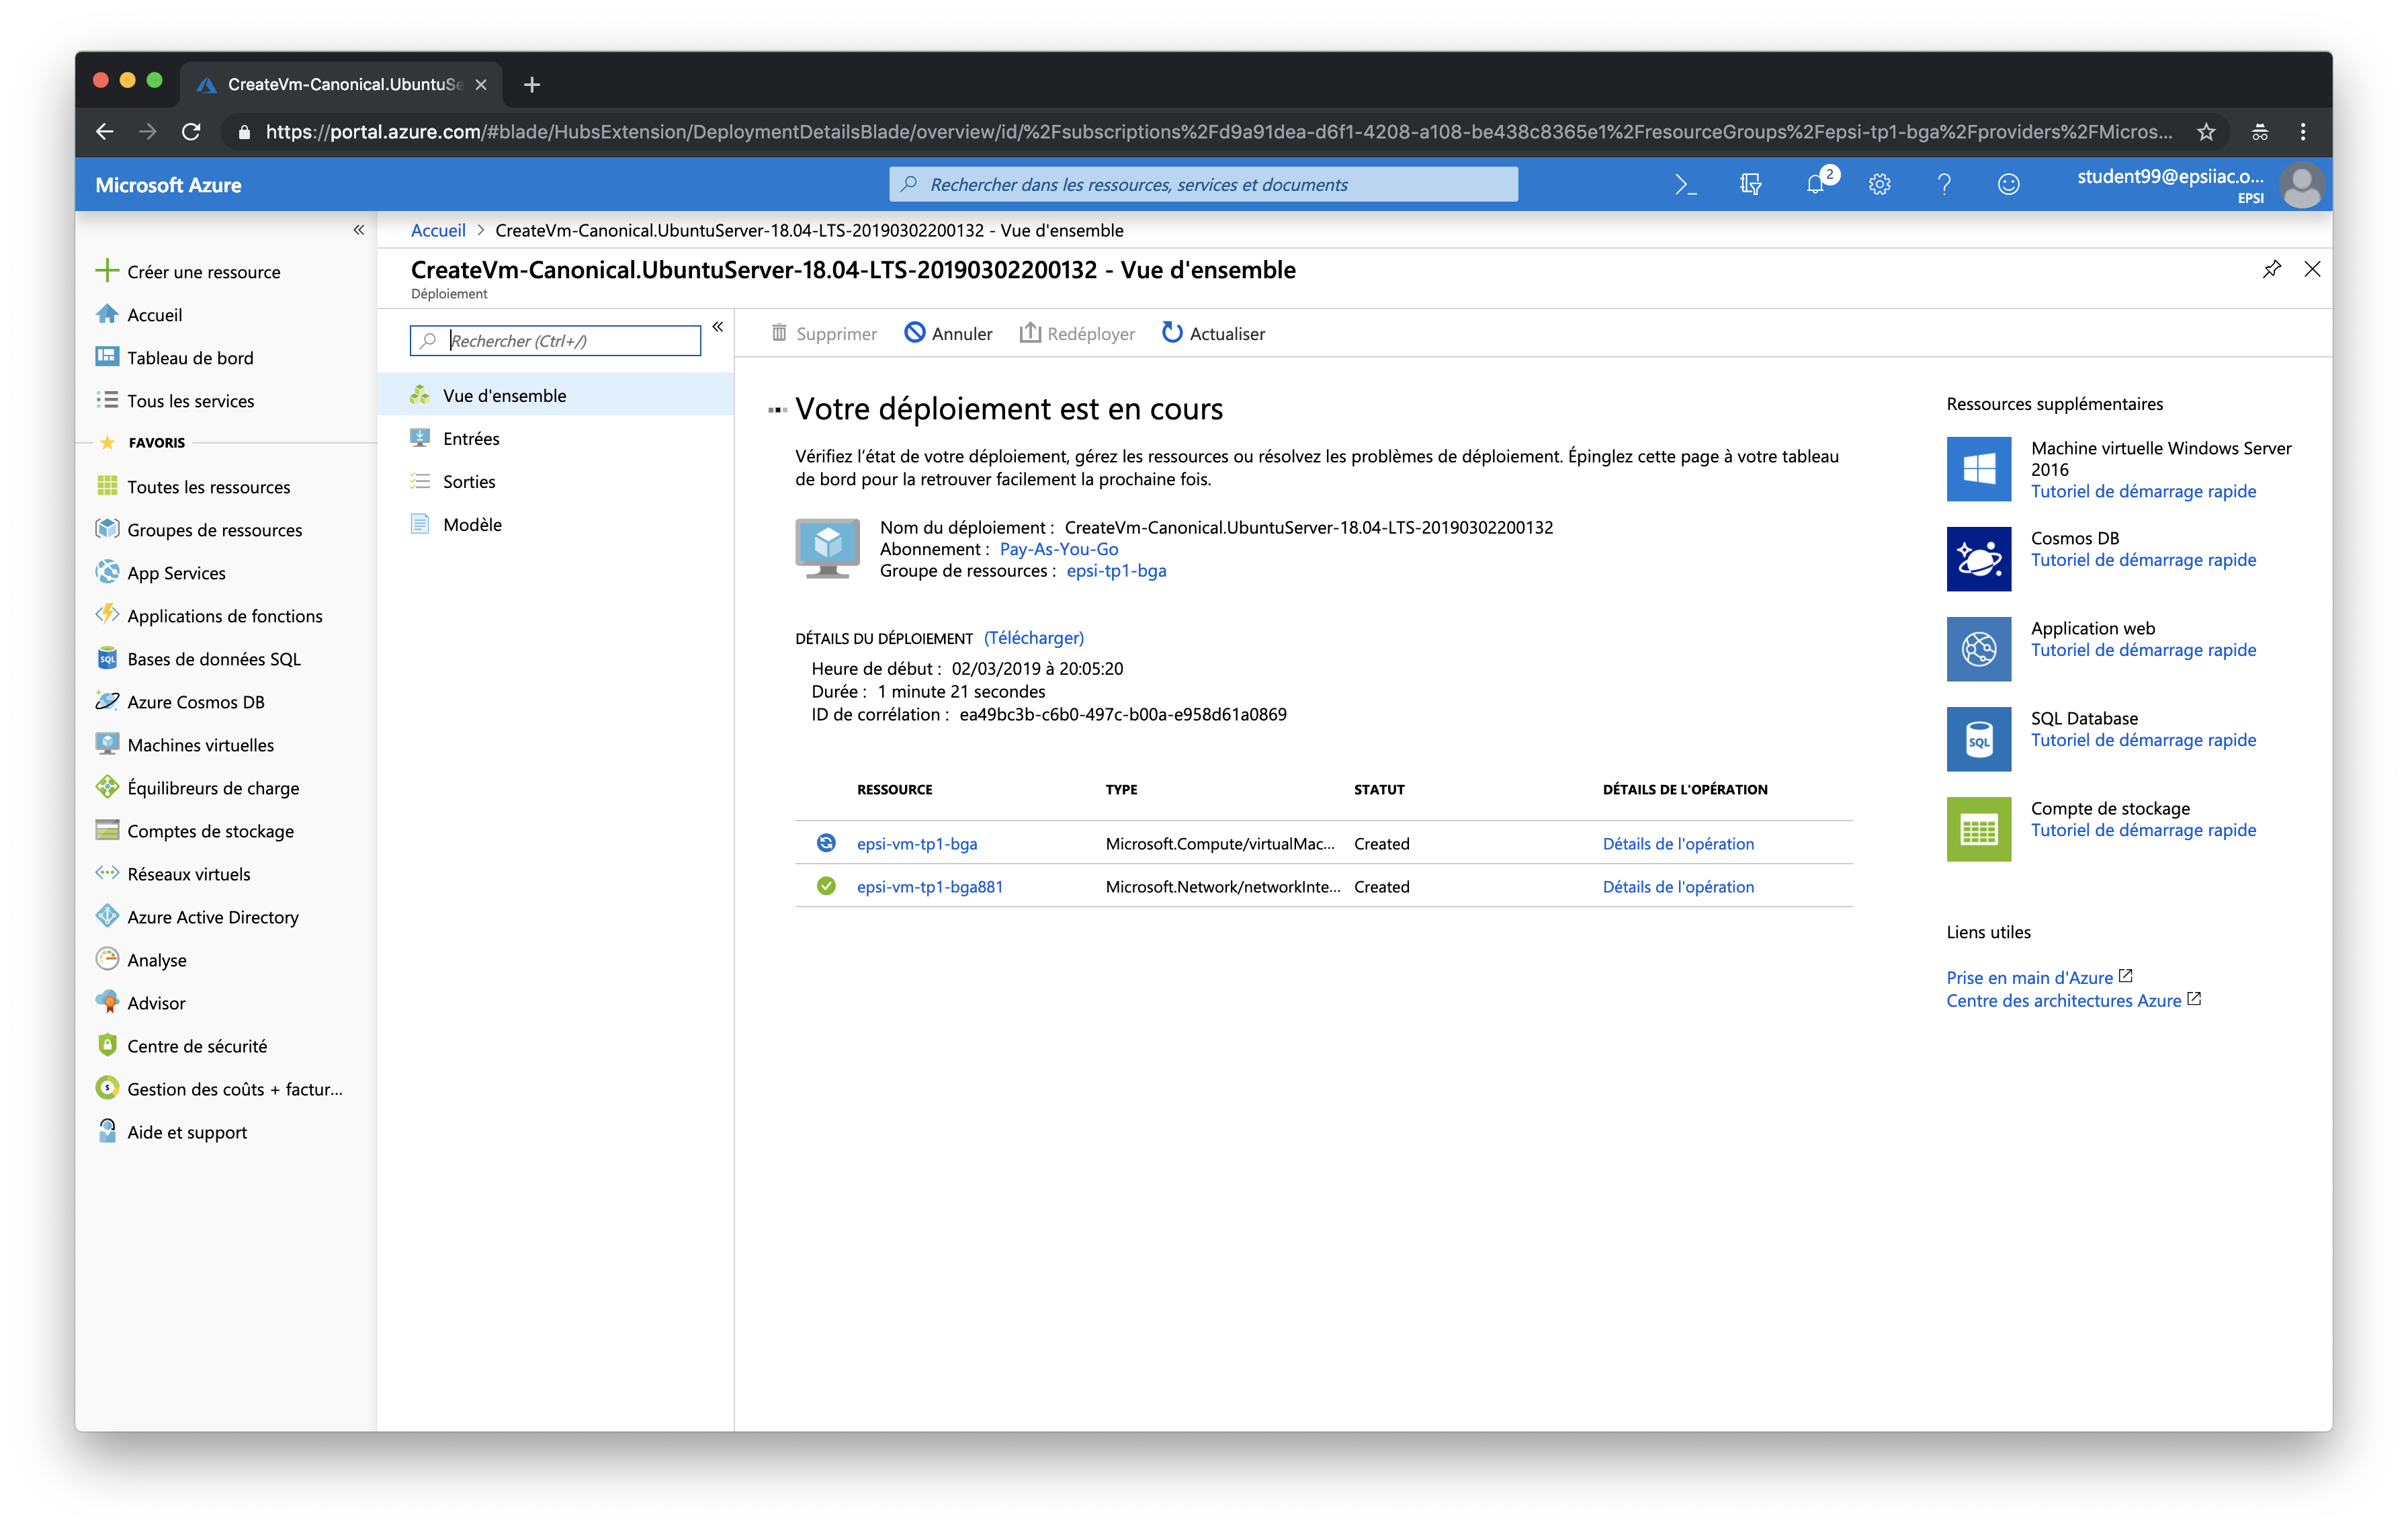 CreateVm-Canonical.UbuntuSe
https://portal.azure.com/#blade/HubsExtension/DeploymentDetailsBlade/overview/id/%2Fsubscriptions%2Fd9a91dea-d6f1-4208-a108-be438c8365e1%2FresourceGroups%2Fepsi-tp1-bga%2Fproviders%2FMicros...
Microsoft Azure
Rechercher dans les ressources, services et documents
2
student99@epsiiac.o...
EPSI
Accueil > CreateVm-Canonical.UbuntuServer-18.04-LTS-20190302200132 - Vue d'ensemble
CreateVm-Canonical.UbuntuServer-18.04-LTS-20190302200132 - Vue d'ensemble
Déploiement
Créer une ressource
Accueil
Tableau de bord
Tous les services
FAVORIS
Toutes les ressources
Groupes de ressources
App Services
Applications de fonctions
Bases de données SQL
Azure Cosmos DB
Machines virtuelles
Équilibreurs de charge
Comptes de stockage
Réseaux virtuels
Azure Active Directory
Analyse
Advisor
Centre de sécurité
Gestion des coûts + factur...
Aide et support
Rechercher (Ctrl+/)
Vue d'ensemble
Entrées
Sorties
Modèle
Supprimer Annuler Redéployer Actualiser
Votre déploiement est en cours
Vérifiez l’état de votre déploiement, gérez les ressources ou résolvez les problèmes de déploiement. Épinglez cette page à votre tableau
de bord pour la retrouver facilement la prochaine fois.
Nom du déploiement : CreateVm-Canonical.UbuntuServer-18.04-LTS-20190302200132
Abonnement : Pay-As-You-Go
Groupe de ressources : epsi-tp1-bga
DÉTAILS DU DÉPLOIEMENT (Télécharger)
Heure de début : 02/03/2019 à 20:05:20
Durée : 1 minute 21 secondes
ID de corrélation : ea49bc3b-c6b0-497c-b00a-e958d61a0869
RESSOURCE TYPE STATUT DÉTAILS DE L'OPÉRATION
epsi-vm-tp1-bga Microsoft.Compute/virtualMac... Created Détails de l'opération
epsi-vm-tp1-bga881 Microsoft.Network/networkInte... Created Détails de l'opération
Ressources supplémentaires
Machine virtuelle Windows Server
2016
Tutoriel de démarrage rapide
Cosmos DB
Tutoriel de démarrage rapide
Application web
Tutoriel de démarrage rapide
SQL
SQL Database
Tutoriel de démarrage rapide
Compte de stockage
Tutoriel de démarrage rapide
Liens utiles
Prise en main d'Azure
Centre des architectures Azure